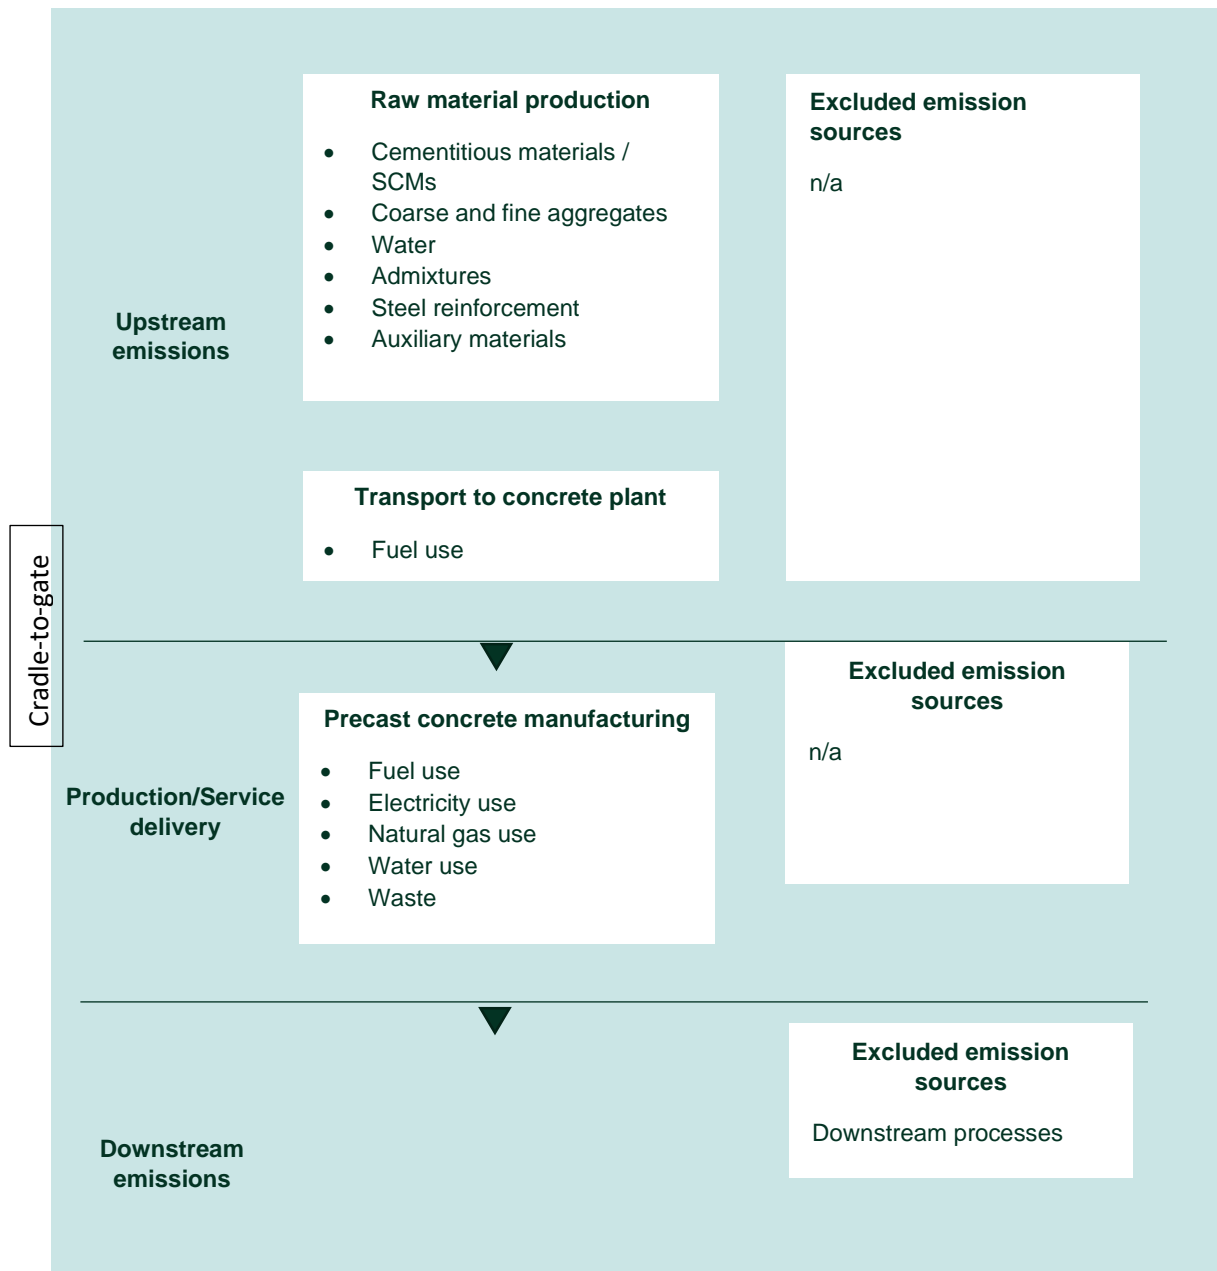 Raw material production
• Cementitious materials /
SCMs
• Coarse and fine aggregates
• Water
• Admixtures
• Steel reinforcement
• Auxiliary materials
Excluded emission
sources
n/a
Upstream
emissions
Transport to concrete plant
• Fuel use
Cradle-to-gate
Precast concrete manufacturing
• Fuel use
• Electricity use
• Natural gas use
• Water use
• Waste
Excluded emission
sources
n/a
Production/Service
delivery
Excluded emission
sources
Downstream processes
Downstream
emissions